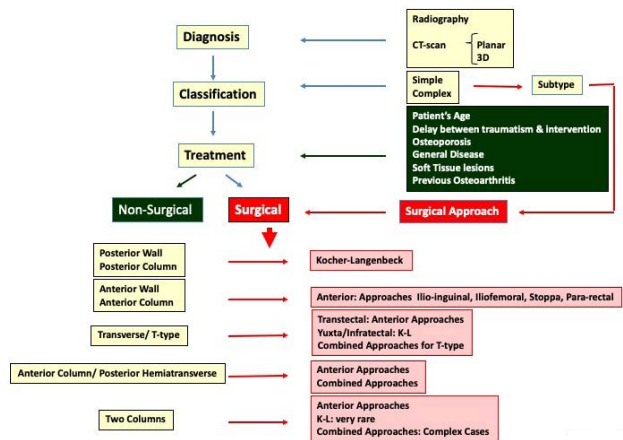 Diagnosis
Radiography
CT-scan
Planar
3D
Classification
Simple
Complex
Subtype
Treatment
Patient's Age
Delay between traumatism & intervention
Osteoporosis
General Disease
Soft Tissue lesions
Previous Osteoarthritis
Non-Surgical
Surgical
Surgical Approach
Posterior Wall
Posterior Column
Kocher-Langenbeck
Anterior Wall
Anterior Column
Anterior: Approaches Ilio-inguinal, Iliofemoral, Stoppa, Para-rectal
Transverse/ T-type
Transtectal: Anterior Approaches
Yuxta/Infratectal: K-L
Combined Approaches for T-type
Anterior Column/ Posterior Hemiatransverse
Anterior Approaches
Combined Approaches
Two Columns
Anterior Approaches
K-L: very rare
Combined Approaches: Complex Cases